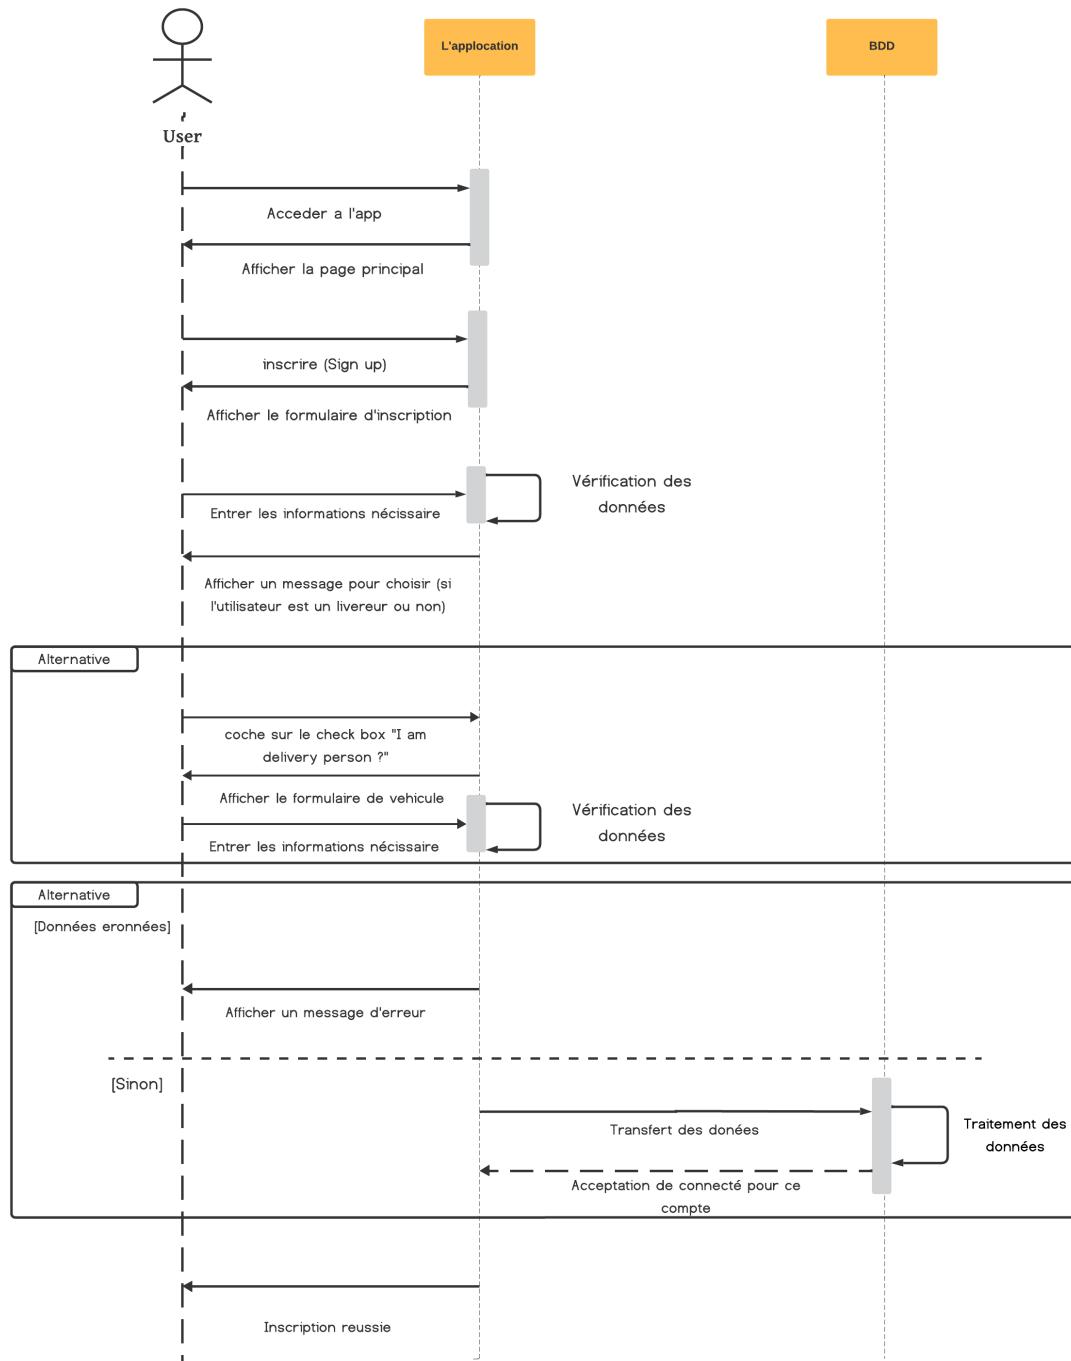 L'applocation
BDD
User
Acceder a l'app
Afficher la page principal
inscrire (Sign up)
Afficher le formulaire d'inscription
Vérification des
données
Entrer les informations nécissaire
Afficher un message pour choisir (si
l'utilisateur est un livereur ou non)
Alternative
coche sur le check box "I am
delivery person ?"
Afficher le formulaire de vehicule
Vérification des
données
Entrer les informations nécissaire
Alternative
[Données eronnées]
Afficher un message d'erreur
[Sinon]
Transfert des donées
Traitement des
données
Acceptation de connecté pour ce
compte
Inscription reussie